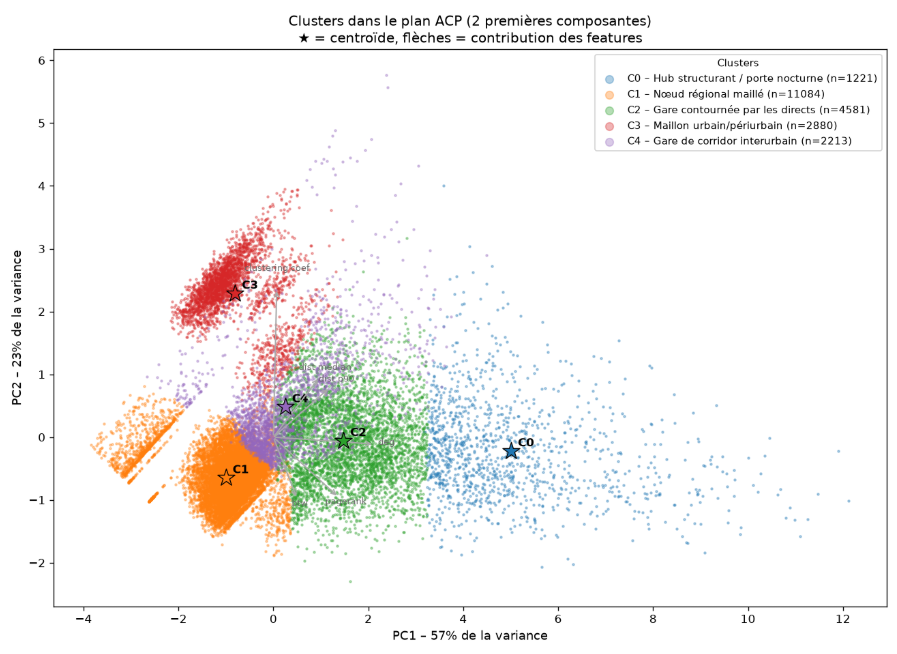 Clusters dans le plan ACP (2 premières composantes)
★ = centroïde, flèches = contribution des features
Clusters
C0 – Hub structurant / porte nocturne (n=1221)
C1 – Nœud régional maillé (n=11084)
C2 – Gare contournée par les directs (n=4581)
C3 – Maillon urbain/périurbain (n=2880)
C4 – Gare de corridor interurbain (n=2213)
PC2 – 23% de la variance
6
5
4
3
2
1
0
−1
−2
C3
C4
C2
C0
C1
−4
−2
0
2
4
6
8
10
12
PC1 – 57% de la variance